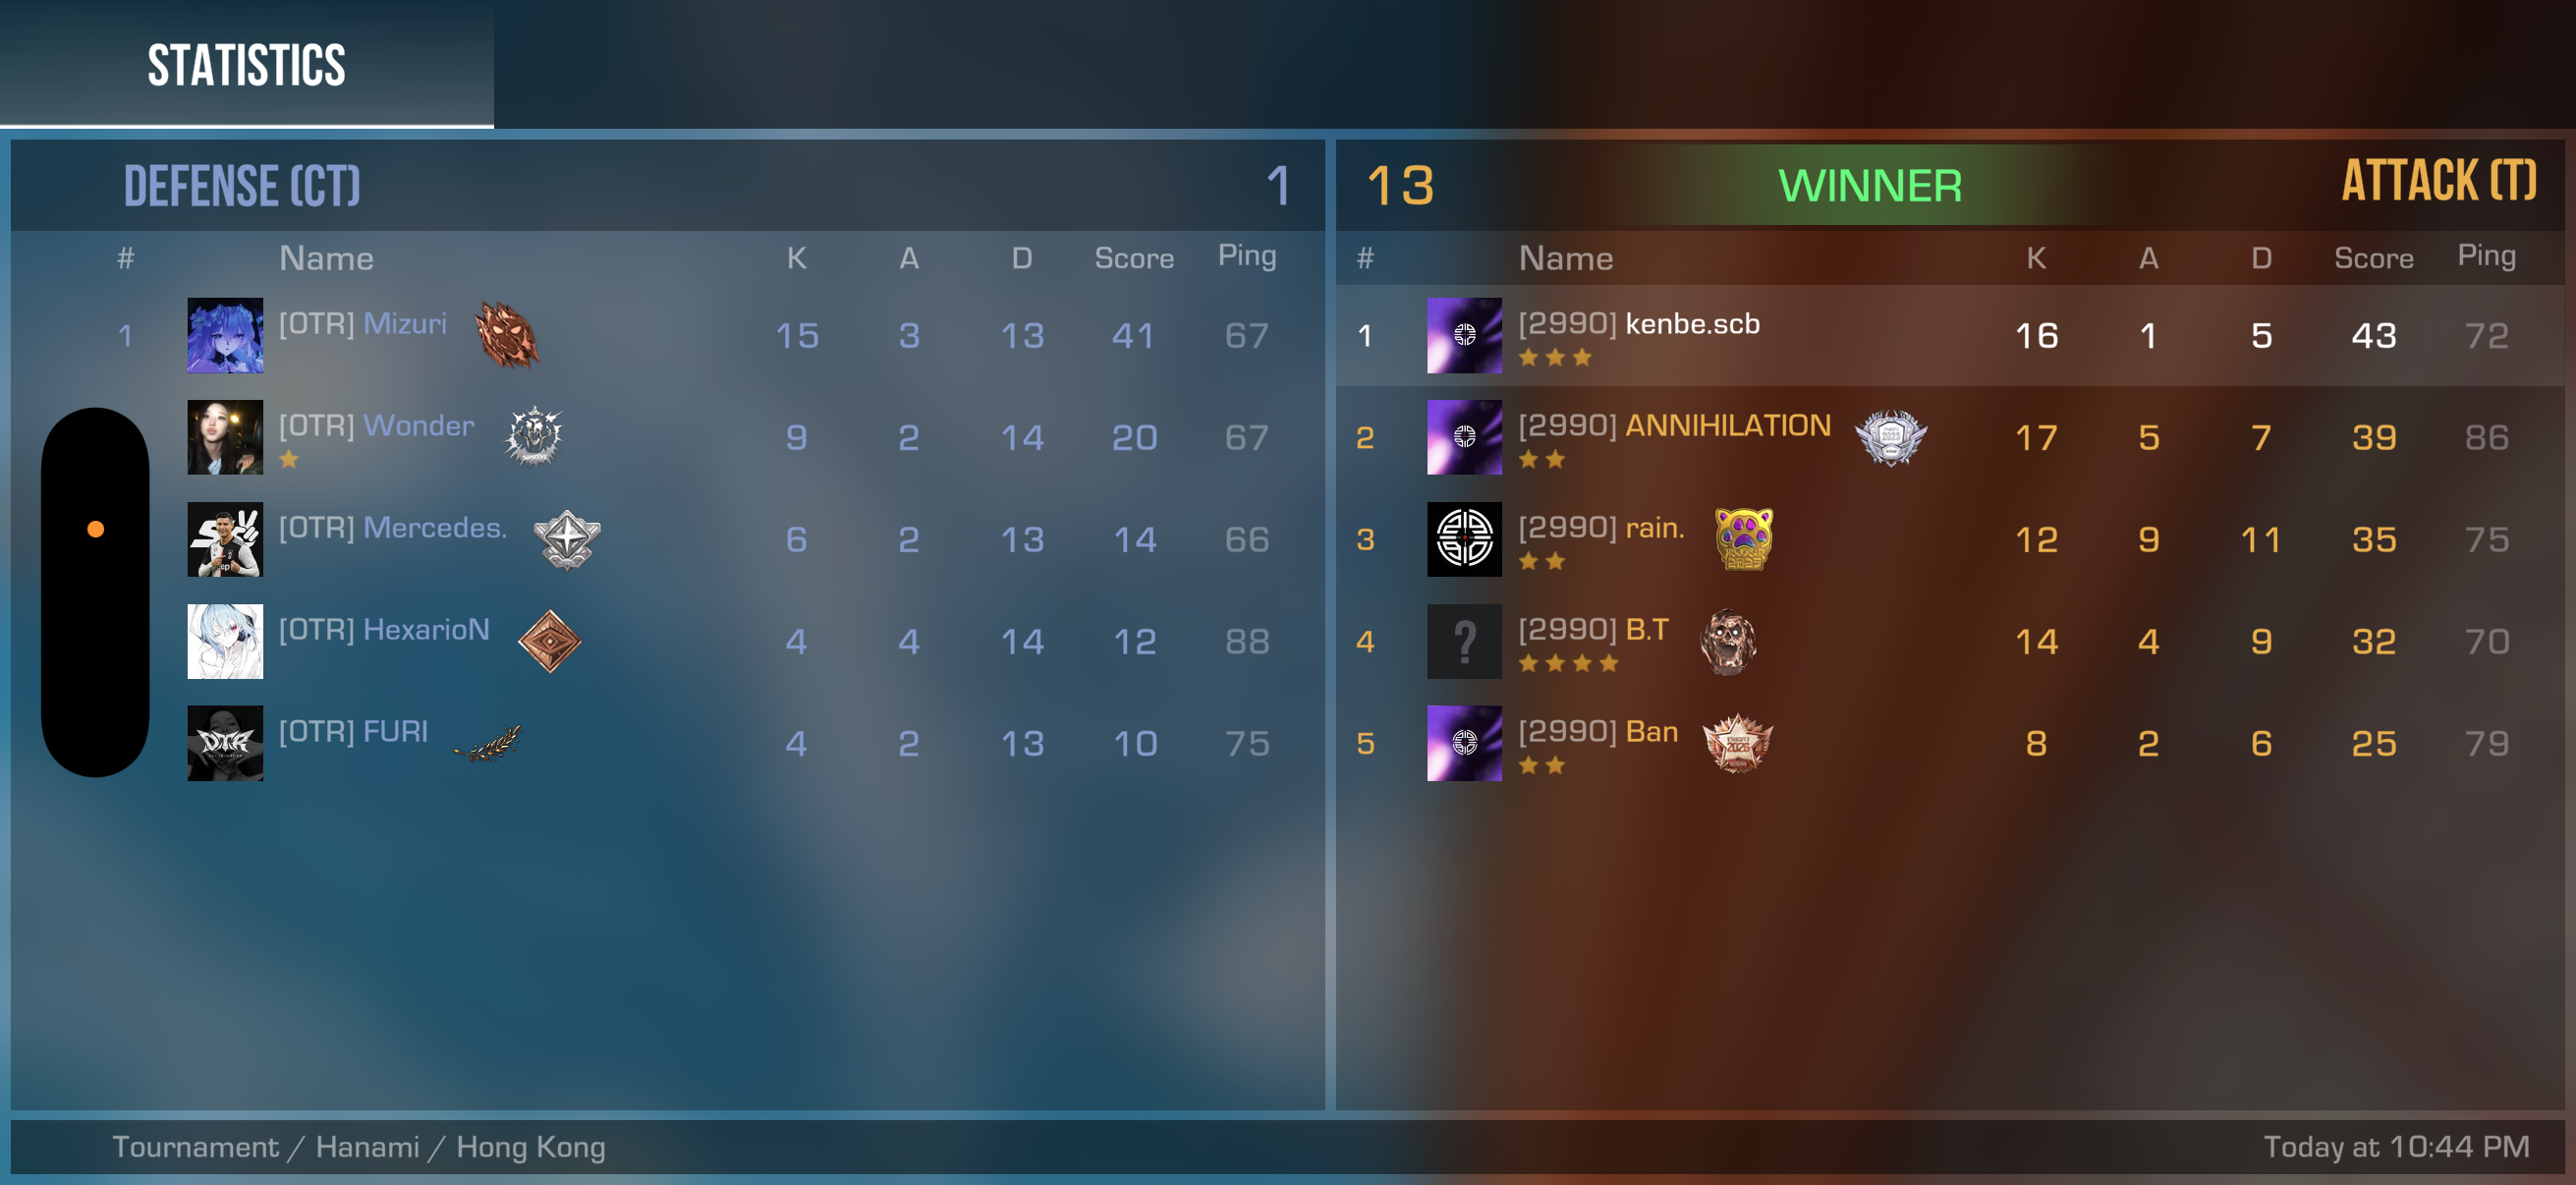 STATISTICS
DEFENSE (CT) 1
# Name K A D Score Ping
1 [OTR] Mizuri 15 3 13 41 67
[OTR] Wonder 9 2 14 20 67
[OTR] Mercedes. 6 2 13 14 66
[OTR] HexarioN 4 4 14 12 88
[OTR] FURI 4 2 13 10 75
13 WINNER ATTACK (T)
# Name K A D Score Ping
1 [2990] kenbe.scb 16 1 5 43 72
2 [2990] ANNIHILATION 17 5 7 39 86
3 [2990] rain. 12 9 11 35 75
4 ? [2990] B.T 14 4 9 32 70
5 [2990] Ban 8 2 6 25 79
Tournament / Hanami / Hong Kong
Today at 10:44 PM